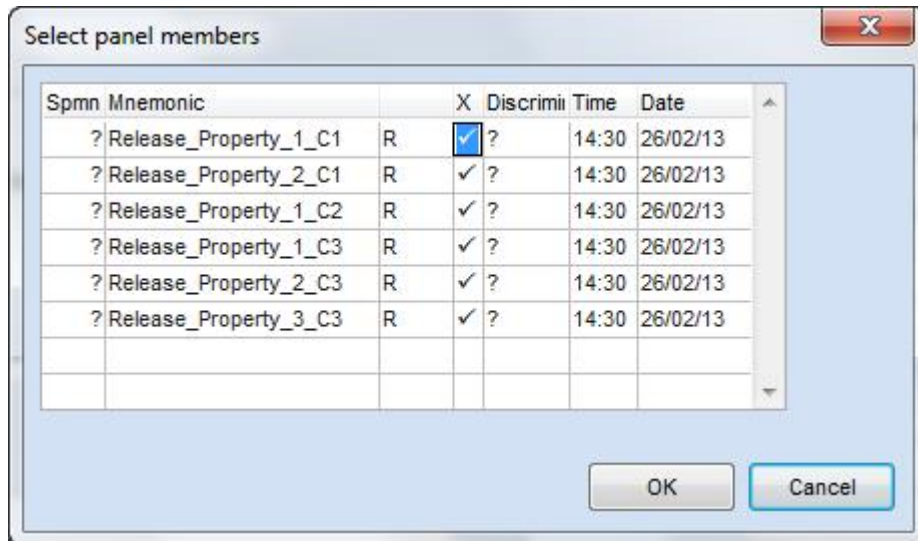 Select panel members
Spmn Mnemonic X Discrimii Time Date
? Release_Property_1_C1 R ✓ ? 14:30 26/02/13
? Release_Property_2_C1 R ✓ ? 14:30 26/02/13
? Release_Property_1_C2 R ✓ ? 14:30 26/02/13
? Release_Property_1_C3 R ✓ ? 14:30 26/02/13
? Release_Property_2_C3 R ✓ ? 14:30 26/02/13
? Release_Property_3_C3 R ✓ ? 14:30 26/02/13
OK Cancel